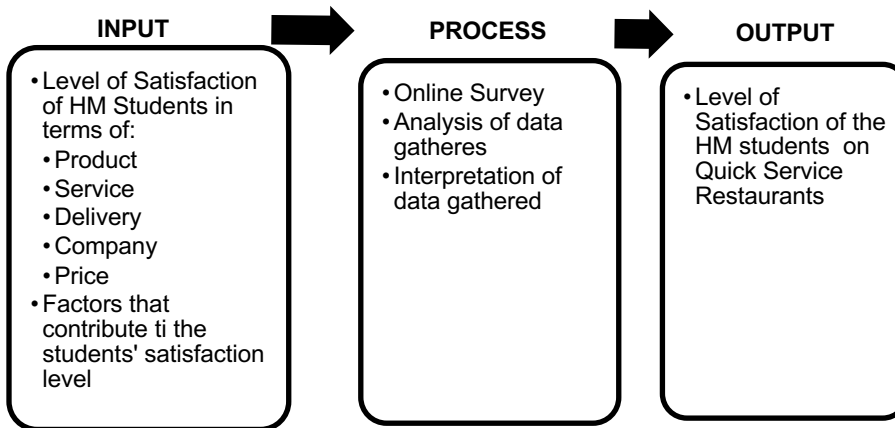 INPUT
• Level of Satisfaction
of HM Students in
terms of:
• Product
• Service
• Delivery
• Company
• Price
• Factors that
contribute ti the
students' satisfaction
level
PROCESS
• Online Survey
• Analysis of data
gatheres
• Interpretation of
data gathered
OUTPUT
• Level of
Satisfaction of the
HM students on
Quick Service
Restaurants